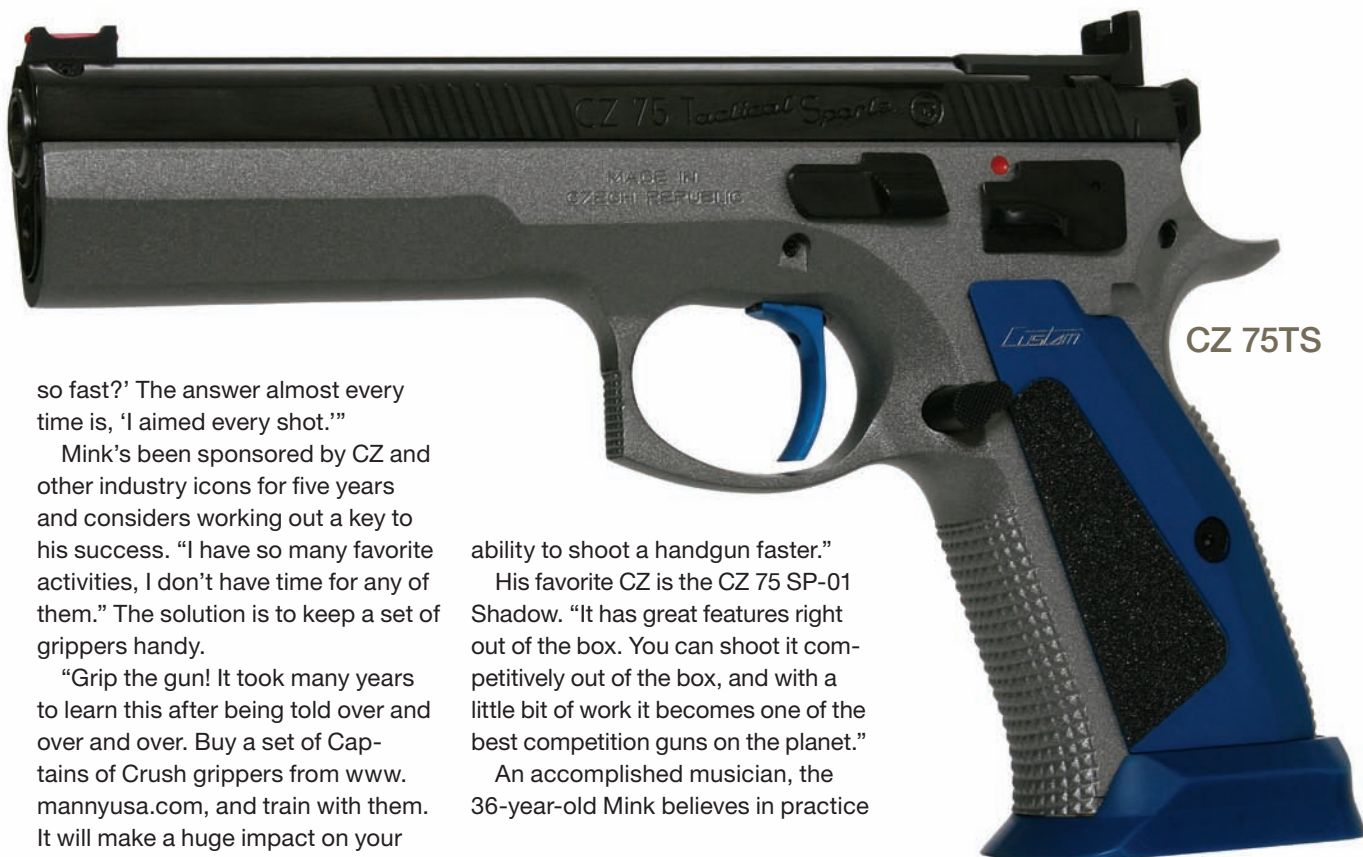 CZ 75 Tactical Sports
MADE IN
CZECH REPUBLIC
Custom
CZ 75TS
so fast?’ The answer almost every
time is, ‘I aimed every shot.’”
Mink’s been sponsored by CZ and
other industry icons for five years
and considers working out a key to
his success. “I have so many favorite
activities, I don’t have time for any of
them.” The solution is to keep a set of
grippers handy.
“Grip the gun! It took many years
to learn this after being told over and
over and over. Buy a set of Cap-
tains of Crush grippers from www.
mannyusa.com, and train with them.
It will make a huge impact on your
ability to shoot a handgun faster.”
His favorite CZ is the CZ 75 SP-01
Shadow. “It has great features right
out of the box. You can shoot it com-
petitively out of the box, and with a
little bit of work it becomes one of the
best competition guns on the planet.”
An accomplished musician, the
36-year-old Mink believes in practice